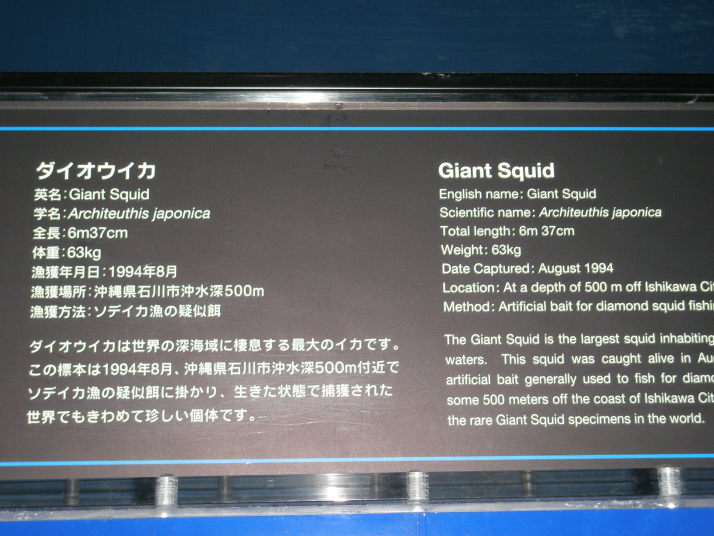 ダイオウイカ
英名：Giant Squid
学名：Architeuthis japonica
全長：6m37cm
体重：63kg
漁獲年月日：1994年8月
漁獲場所：沖縄県石川市沖水深500m
漁獲方法：ソデイカ漁の疑似餌
ダイオウイカは世界の深海域に棲息する最大のイカです。
この標本は1994年8月、沖縄県石川市沖水深500m付近で
ソデイカ漁の疑似餌に掛かり、生きた状態で捕獲された
世界でもきわめて珍しい個体です。
Giant Squid
English name: Giant Squid
Scientific name: Architeuthis japonica
Total length: 6m 37cm
Weight: 63kg
Date Captured: August 1994
Location: At a depth of 500 m off Ishikawa
Method: Artificial bait for diamond squid
The Giant Squid is the largest squid inhabiting
waters. This squid was caught alive in
artificial bait generally used to fish for
some 500 meters off the coast of Ishikawa
the rare Giant Squid specimens in the world.